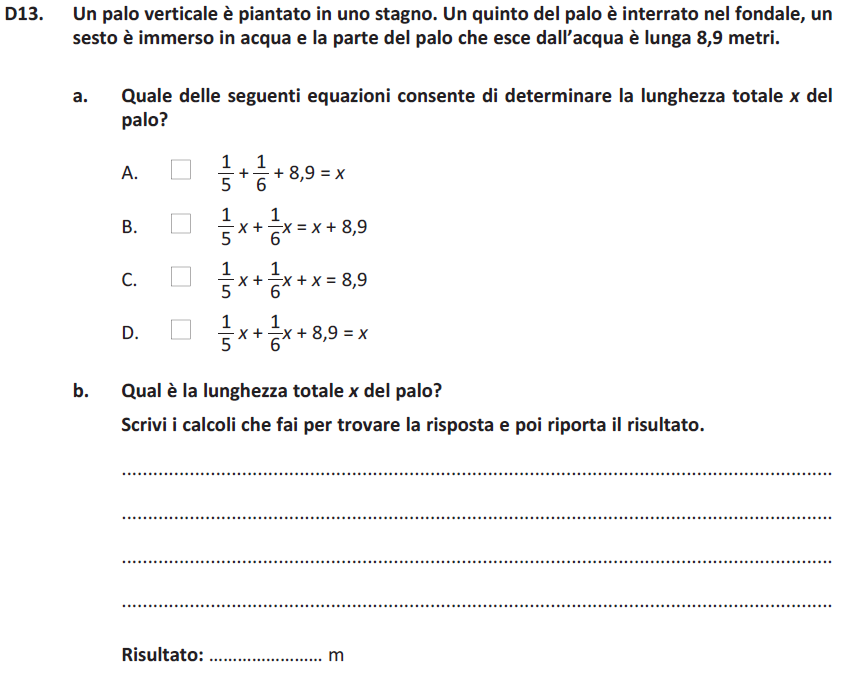 D13. Un palo verticale è piantato in uno stagno. Un quinto del palo è interrato nel fondale, un
sesto è immerso in acqua e la parte del palo che esce dall’acqua è lunga 8,9 metri.
a. Quale delle seguenti equazioni consente di determinare la lunghezza totale x del
palo?
A. ☐ 1/5 + 1/6 + 8,9 = x
B. ☐ 1/5 x + 1/6 x = x + 8,9
C. ☐ 1/5 x + 1/6 x + x = 8,9
D. ☐ 1/5 x + 1/6 x + 8,9 = x
b. Qual è la lunghezza totale x del palo?
Scrivi i calcoli che fai per trovare la risposta e poi riporta il risultato.
................................................................................
................................................................................
................................................................................
................................................................................
Risultato: ........................ m